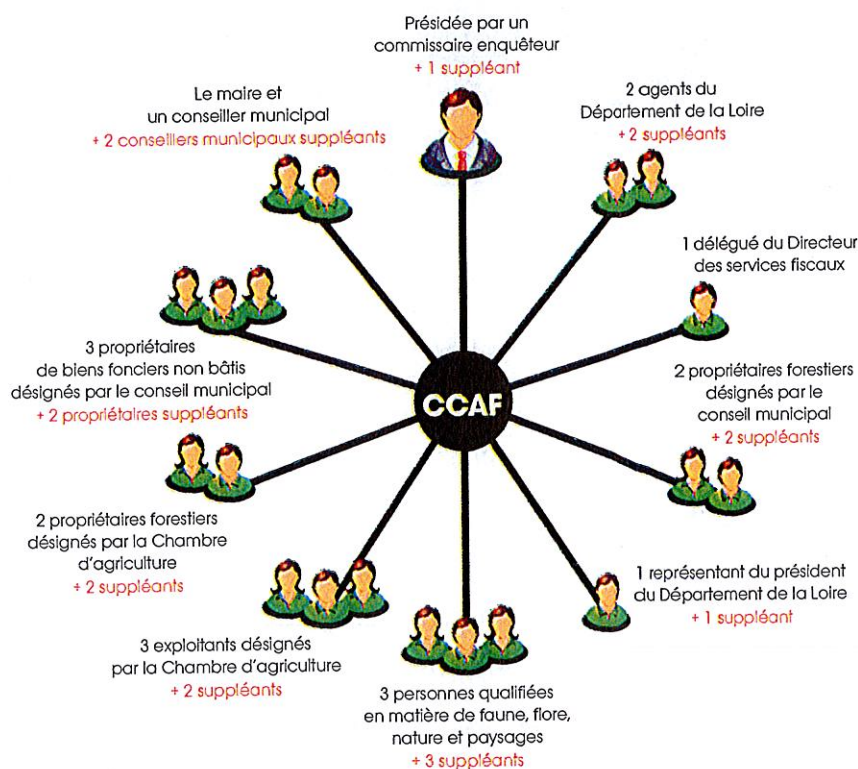 Présidée par un
commissaire enquêteur
+ 1 suppléant
Le maire et
un conseiller municipal
+ 2 conseillers municipaux suppléants
2 agents du
Département de la Loire
+ 2 suppléants
1 délégué du Directeur
des services fiscaux
3 propriétaires
de biens fonciers non bâtis
désignés par le conseil municipal
+ 2 propriétaires suppléants
CCAF
2 propriétaires forestiers
désignés par le
conseil municipal
+ 2 suppléants
2 propriétaires forestiers
désignés par la Chambre
d'agriculture
+ 2 suppléants
1 représentant du président
du Département de la Loire
+ 1 suppléant
3 exploitants désignés
par la Chambre d'agriculture
+ 2 suppléants
3 personnes qualifiées
en matière de faune, flore,
nature et paysages
+ 3 suppléants